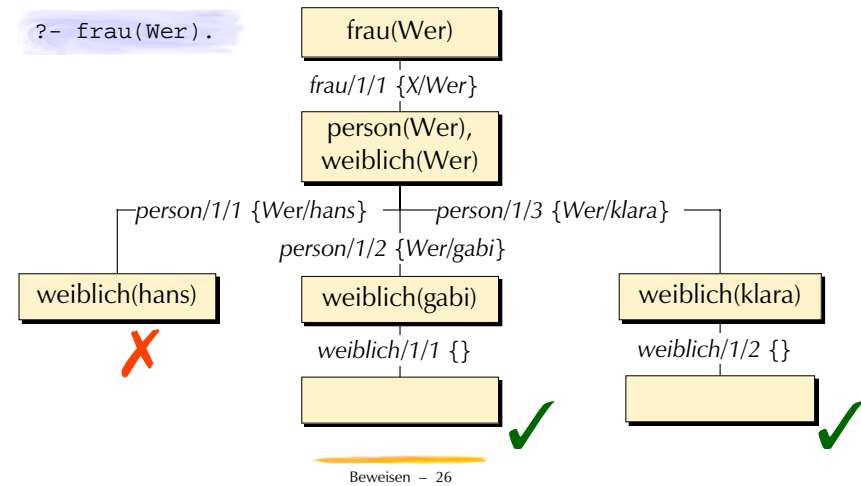 ?- frau(Wer).
frau(Wer)
frau/1/1 {X/Wer}
person(Wer),
weiblich(Wer)
person/1/1 {Wer/hans}
person/1/3 {Wer/klara}
person/1/2 {Wer/gabi}
weiblich(hans)
weiblich(gabi)
weiblich(klara)
weiblich/1/1 {}
weiblich/1/2 {}
Beweisen – 26